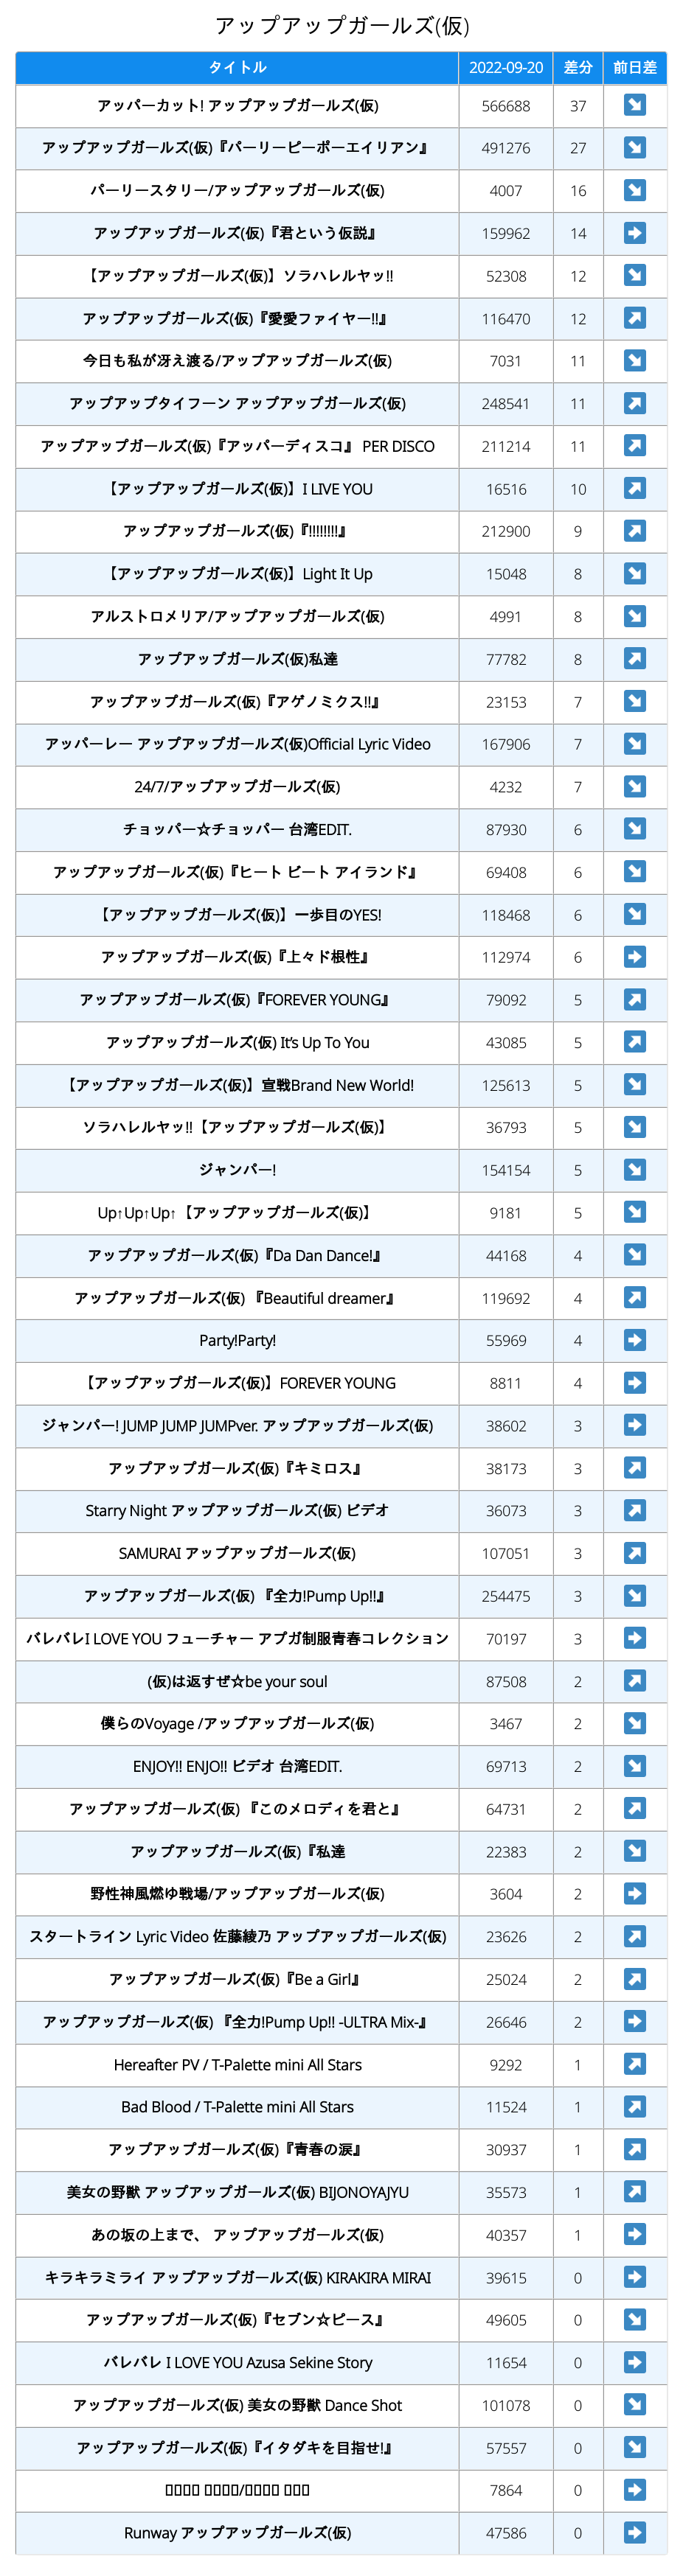 アップアップガールズ(仮)
タイトル 2022-09-20 差分 前日差
アッパーカット! アップアップガールズ(仮) 566688 37
アップアップガールズ(仮)『パーリーピーポーエイリアン』 491276 27
パーリースタリー/アップアップガールズ(仮) 4007 16
アップアップガールズ(仮)『君という仮説』 159962 14
【アップアップガールズ(仮)】ソラハレルヤッ!! 52308 12
アップアップガールズ(仮)『愛愛ファイヤー!!』 116470 12
今日も私が冴え渡る/アップアップガールズ(仮) 7031 11
アップアップタイフーン アップアップガールズ(仮) 248541 11
アップアップガールズ(仮)『アッパーディスコ』 PER DISCO 211214 11
【アップアップガールズ(仮)】I LIVE YOU 16516 10
アップアップガールズ(仮)『!!!!!!!!』 212900 9
【アップアップガールズ(仮)】Light It Up 15048 8
アルストロメリア/アップアップガールズ(仮) 4991 8
アップアップガールズ(仮)私達 77782 8
アップアップガールズ(仮)『アゲノミクス!!』 23153 7
アッパーレー アップアップガールズ(仮)Official Lyric Video 167906 7
24/7/アップアップガールズ(仮) 4232 7
チョッパー☆チョッパー 台湾EDIT. 87930 6
アップアップガールズ(仮)『ヒート ビート アイランド』 69408 6
【アップアップガールズ(仮)】一歩目のYES! 118468 6
アップアップガールズ(仮)『上々ド根性』 112974 6
アップアップガールズ(仮)『FOREVER YOUNG』 79092 5
アップアップガールズ(仮) It's Up To You 43085 5
【アップアップガールズ(仮)】宣戦Brand New World! 125613 5
ソラハレルヤッ!!【アップアップガールズ(仮)】 36793 5
ジャンパー! 154154 5
Up↑Up↑Up↑【アップアップガールズ(仮)】 9181 5
アップアップガールズ(仮)『Da Dan Dance!』 44168 4
アップアップガールズ(仮) 『Beautiful dreamer』 119692 4
Party!Party! 55969 4
【アップアップガールズ(仮)】FOREVER YOUNG 8811 4
ジャンパー! JUMP JUMP JUMPver. アップアップガールズ(仮) 38602 3
アップアップガールズ(仮)『キミロス』 38173 3
Starry Night アップアップガールズ(仮) ビデオ 36073 3
SAMURAI アップアップガールズ(仮) 107051 3
アップアップガールズ(仮) 『全力!Pump Up!!』 254475 3
バレバレI LOVE YOU フューチャー アプガ制服青春コレクション 70197 3
(仮)は返すぜ☆be your soul 87508 2
僕らのVoyage /アップアップガールズ(仮) 3467 2
ENJOY!! ENJO!! ビデオ 台湾EDIT. 69713 2
アップアップガールズ(仮) 『このメロディを君と』 64731 2
アップアップガールズ(仮)『私達 22383 2
野性神風燃ゆ戦場/アップアップガールズ(仮) 3604 2
スタートライン Lyric Video 佐藤綾乃 アップアップガールズ(仮) 23626 2
アップアップガールズ(仮)『Be a Girl』 25024 2
アップアップガールズ(仮) 『全力!Pump Up!! -ULTRA Mix-』 26646 2
Hereafter PV / T-Palette mini All Stars 9292 1
Bad Blood / T-Palette mini All Stars 11524 1
アップアップガールズ(仮)『青春の涙』 30937 1
美女の野獣 アップアップガールズ(仮) BIJONOYAJYU 35573 1
あの坂の上まで、 アップアップガールズ(仮) 40357 1
キラキラミライ アップアップガールズ(仮) KIRAKIRA MIRAI 39615 0
アップアップガールズ(仮)『セブン☆ピース』 49605 0
バレバレ I LOVE YOU Azusa Sekine Story 11654 0
アップアップガールズ(仮) 美女の野獣 Dance Shot 101078 0
アップアップガールズ(仮)『イタダキを目指せ!』 57557 0
7864 0
Runway アップアップガールズ(仮) 47586 0